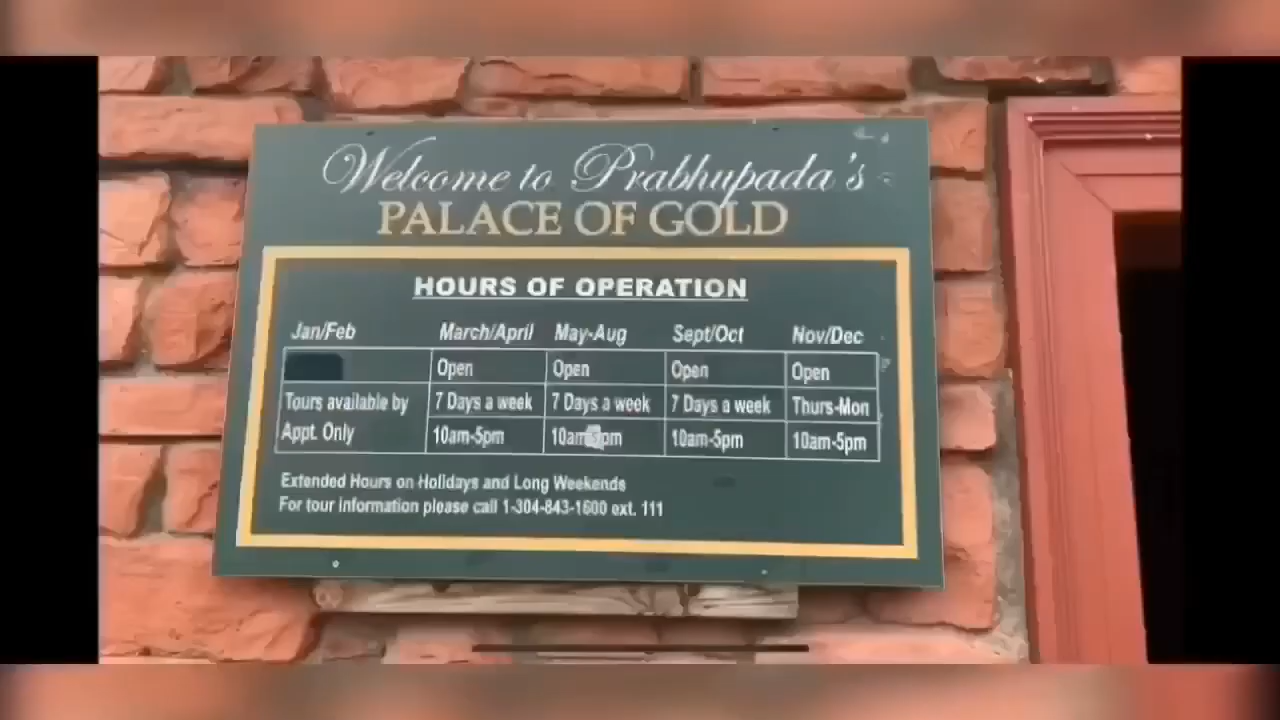 Welcome to Prabhupada's
PALACE OF GOLD
HOURS OF OPERATION
Jan/Feb March/April May-Aug Sept/Oct Nov/Dec
Open Open Open Open
Tours available by 7 Days a week 7 Days a week 7 Days a week Thurs-Mon
Appt. Only 10am-5pm 10am-5pm 10am-5pm 10am-5pm
Extended Hours on Holidays and Long Weekends
For tour information please call 1-304-843-1600 ext. 111